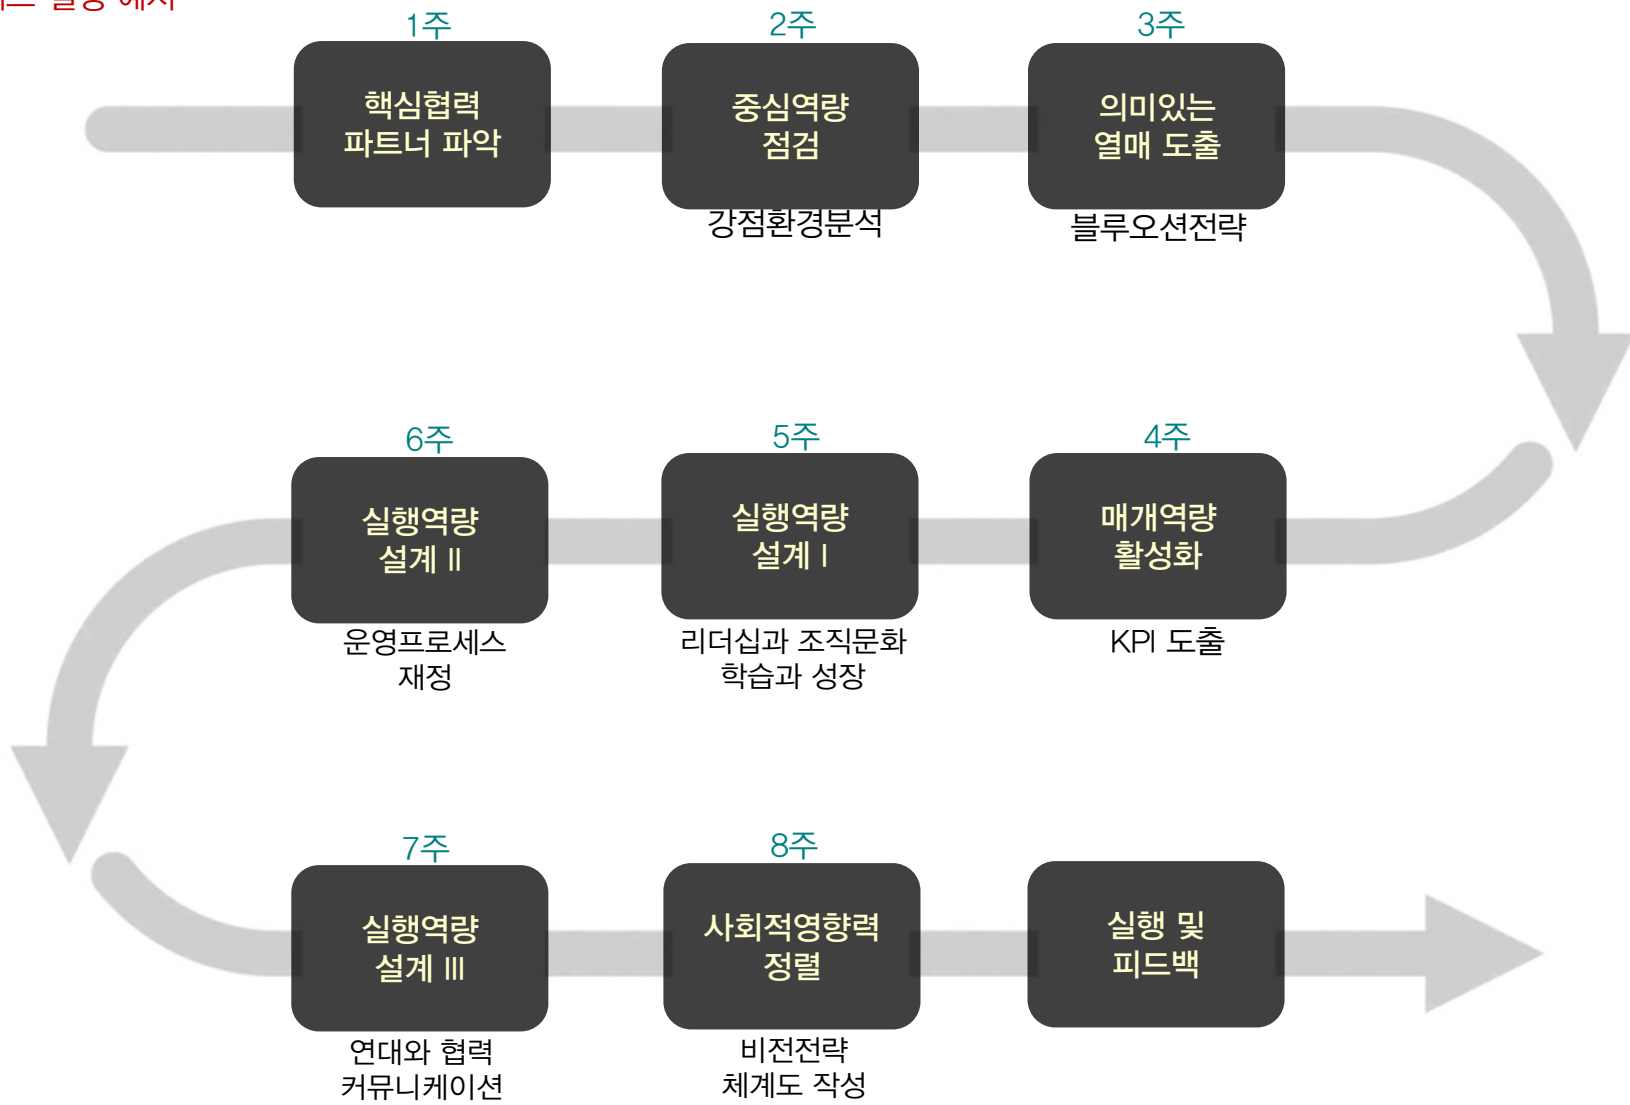 1주
핵심협력
파트너 파악
2주
중심역량
점검
강점환경분석
3주
의미있는
열매 도출
블루오션전략
4주
매개역량
활성화
KPI 도출
5주
실행역량
설계 Ⅰ
리더십과 조직문화
학습과 성장
6주
실행역량
설계 Ⅱ
운영프로세스
재정
7주
실행역량
설계 Ⅲ
연대와 협력
커뮤니케이션
8주
사회적영향력
정렬
비전전략
체계도 작성
실행 및
피드백